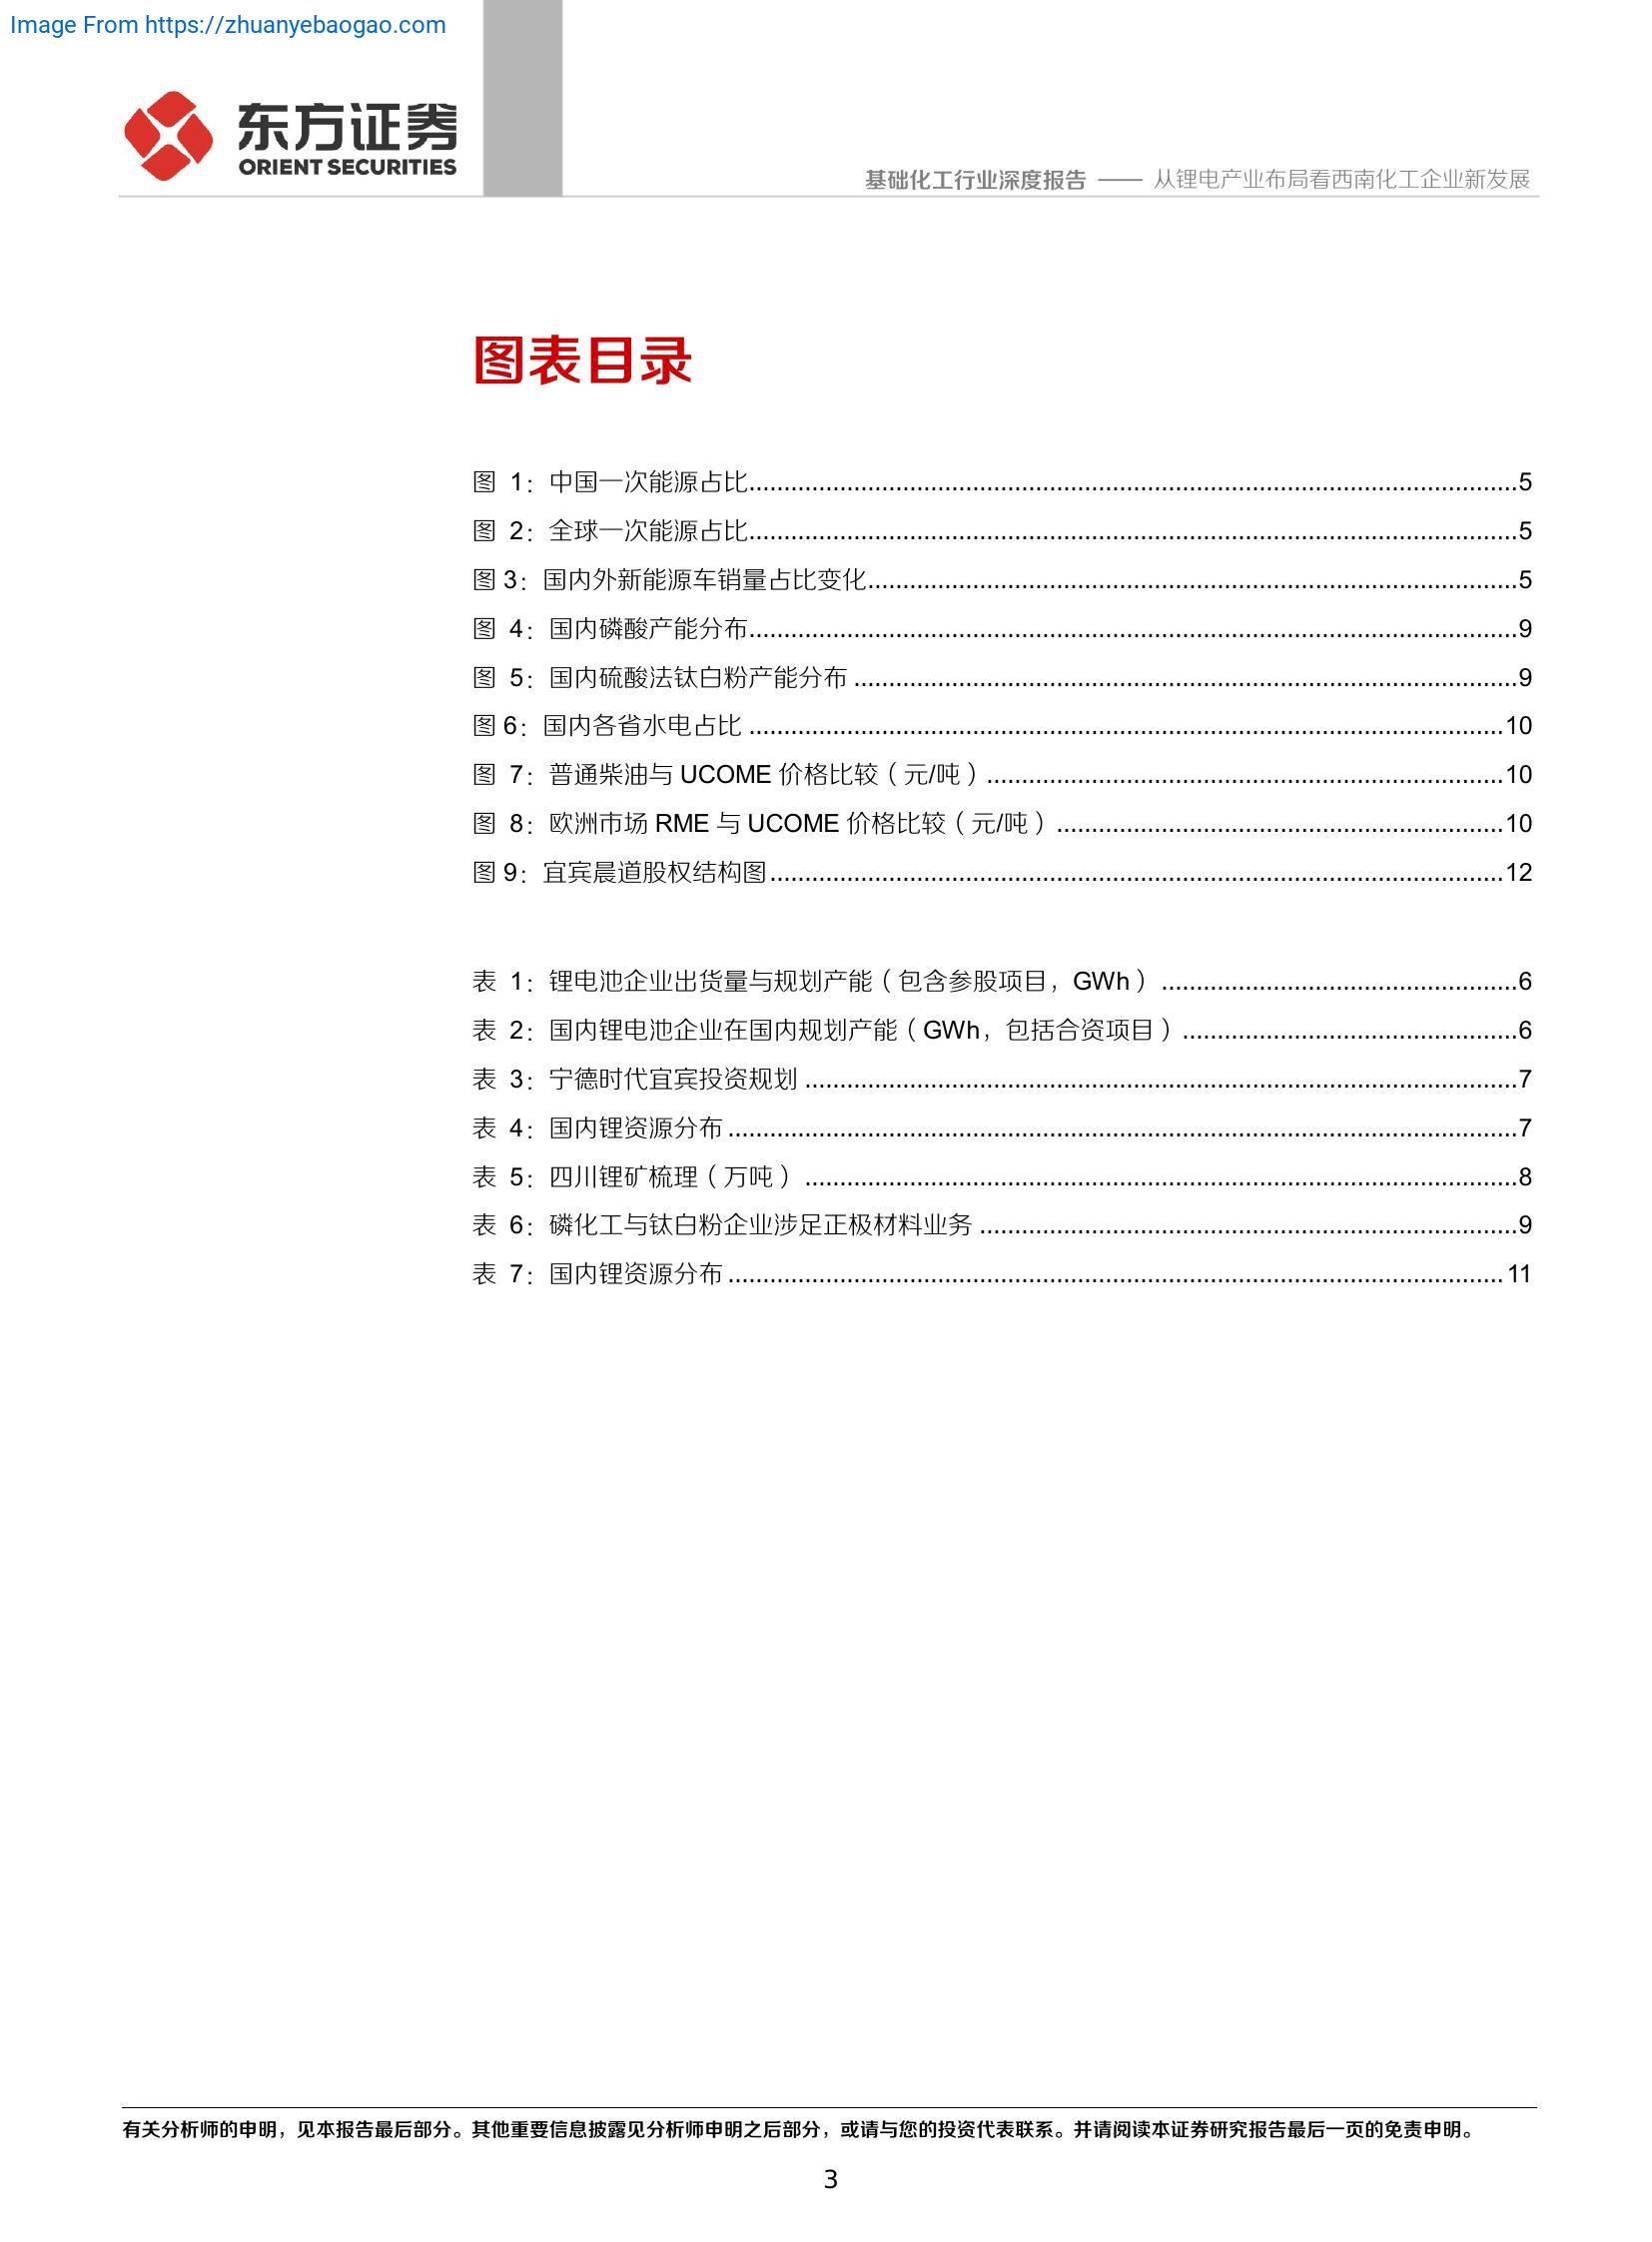 Image From https://zhuanyebaogao.com
东方证券
ORIENT SECURITIES
基础化工行业深度报告 —— 从锂电产业布局看西南化工企业新发展
图表目录
图 1：中国一次能源占比..........5
图 2：全球一次能源占比..........5
图 3：国内外新能源车销量占比变化..........5
图 4：国内磷酸产能分布..........9
图 5：国内硫酸法钛白粉产能分布..........9
图 6：国内各省水电占比..........10
图 7：普通柴油与 UCOME 价格比较（元/吨）..........10
图 8：欧洲市场 RME 与 UCOME 价格比较（元/吨）..........10
图 9：宜宾晨道股权结构图..........12
表 1：锂电池企业出货量与规划产能（包含参股项目，GWh）..........6
表 2：国内锂电池企业在国内规划产能（GWh，包括合资项目）..........6
表 3：宁德时代宜宾投资规划..........7
表 4：国内锂资源分布..........7
表 5：四川锂矿梳理（万吨）..........8
表 6：磷化工与钛白粉企业涉足正极材料业务..........9
表 7：国内锂资源分布..........11
有关分析师的申明，见本报告最后部分。其他重要信息披露见分析师申明之后部分，或请与您的投资代表联系。并请阅读本证券研究报告最后一页的免责申明。
3